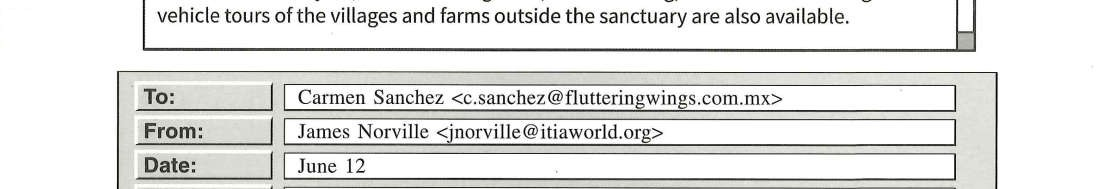 vehicle tours of the villages and farms outside the sanctuary are also available.
To: Carmen Sanchez <c.sanchez@flutteringwings.com.mx>
From: James Norville <jnorville@itiaworld.org>
Date: June 12